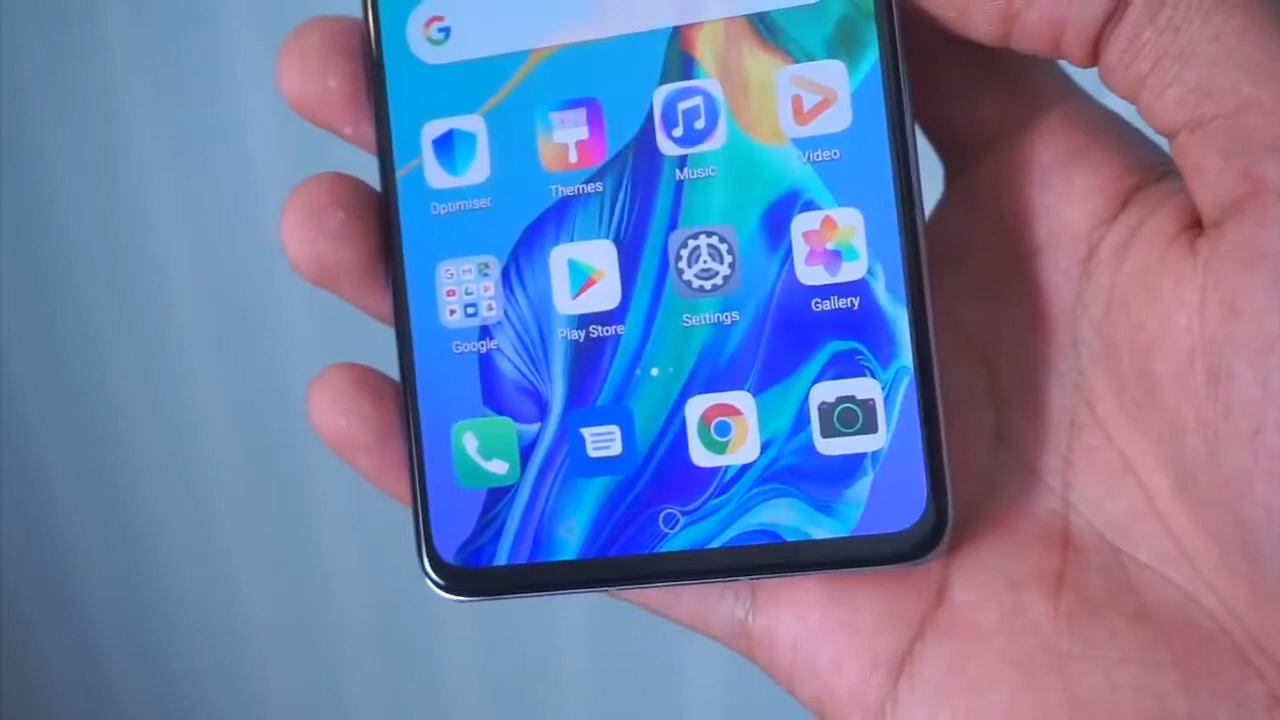 G
Optimiser
Themes
Music
Video
Google
Play Store
Settings
Gallery